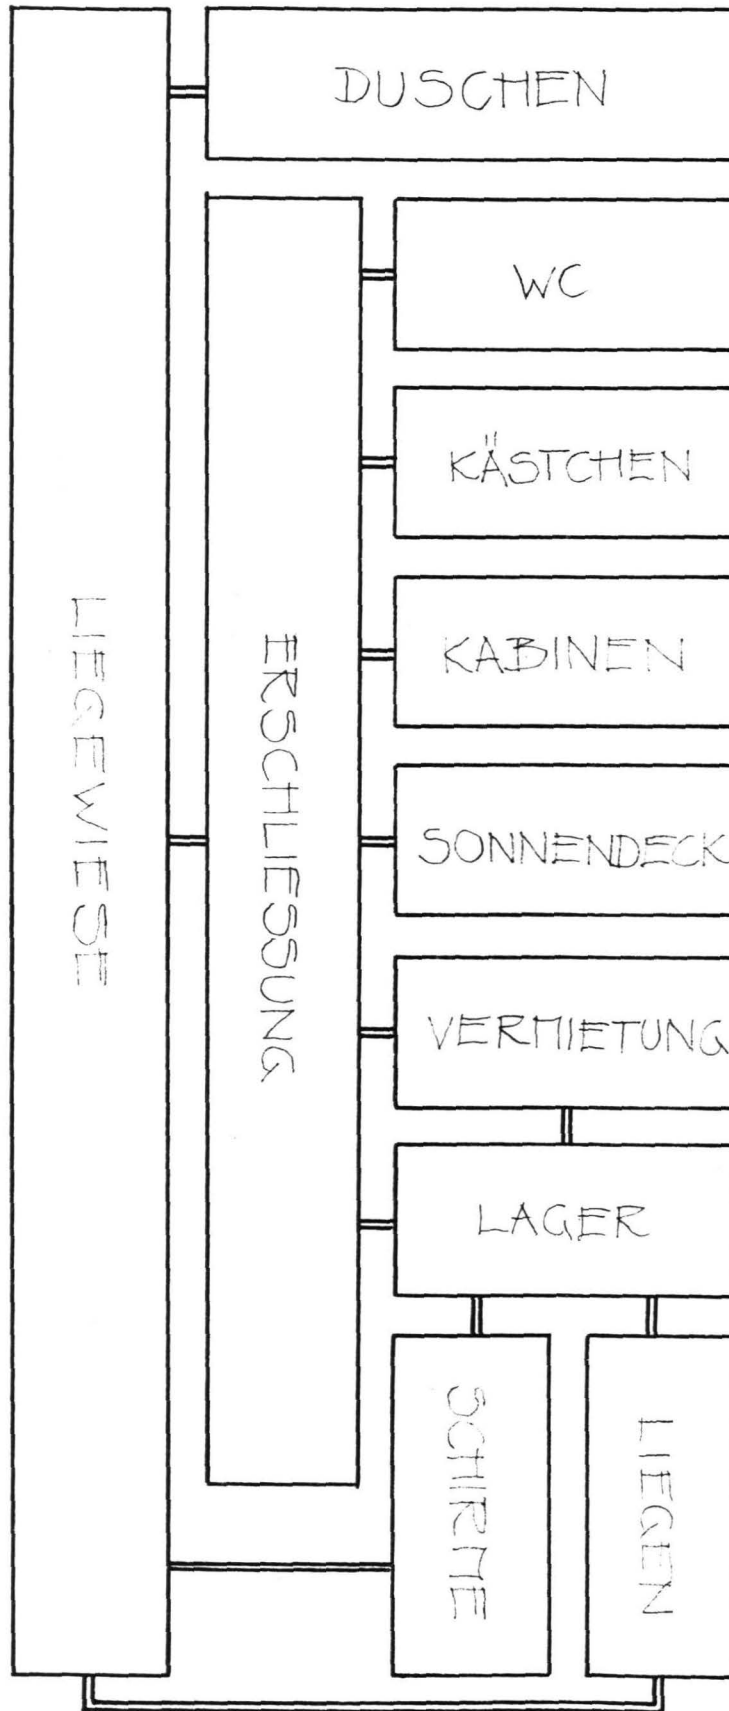 DUSCHEN
WC
KÄSTCHEN
KABINEN
SONNENDECK
VERMIETUNG
LAGER
LIEGEWIESE
ERSCHLIESSUNG
SCHIRME
LIEGEN